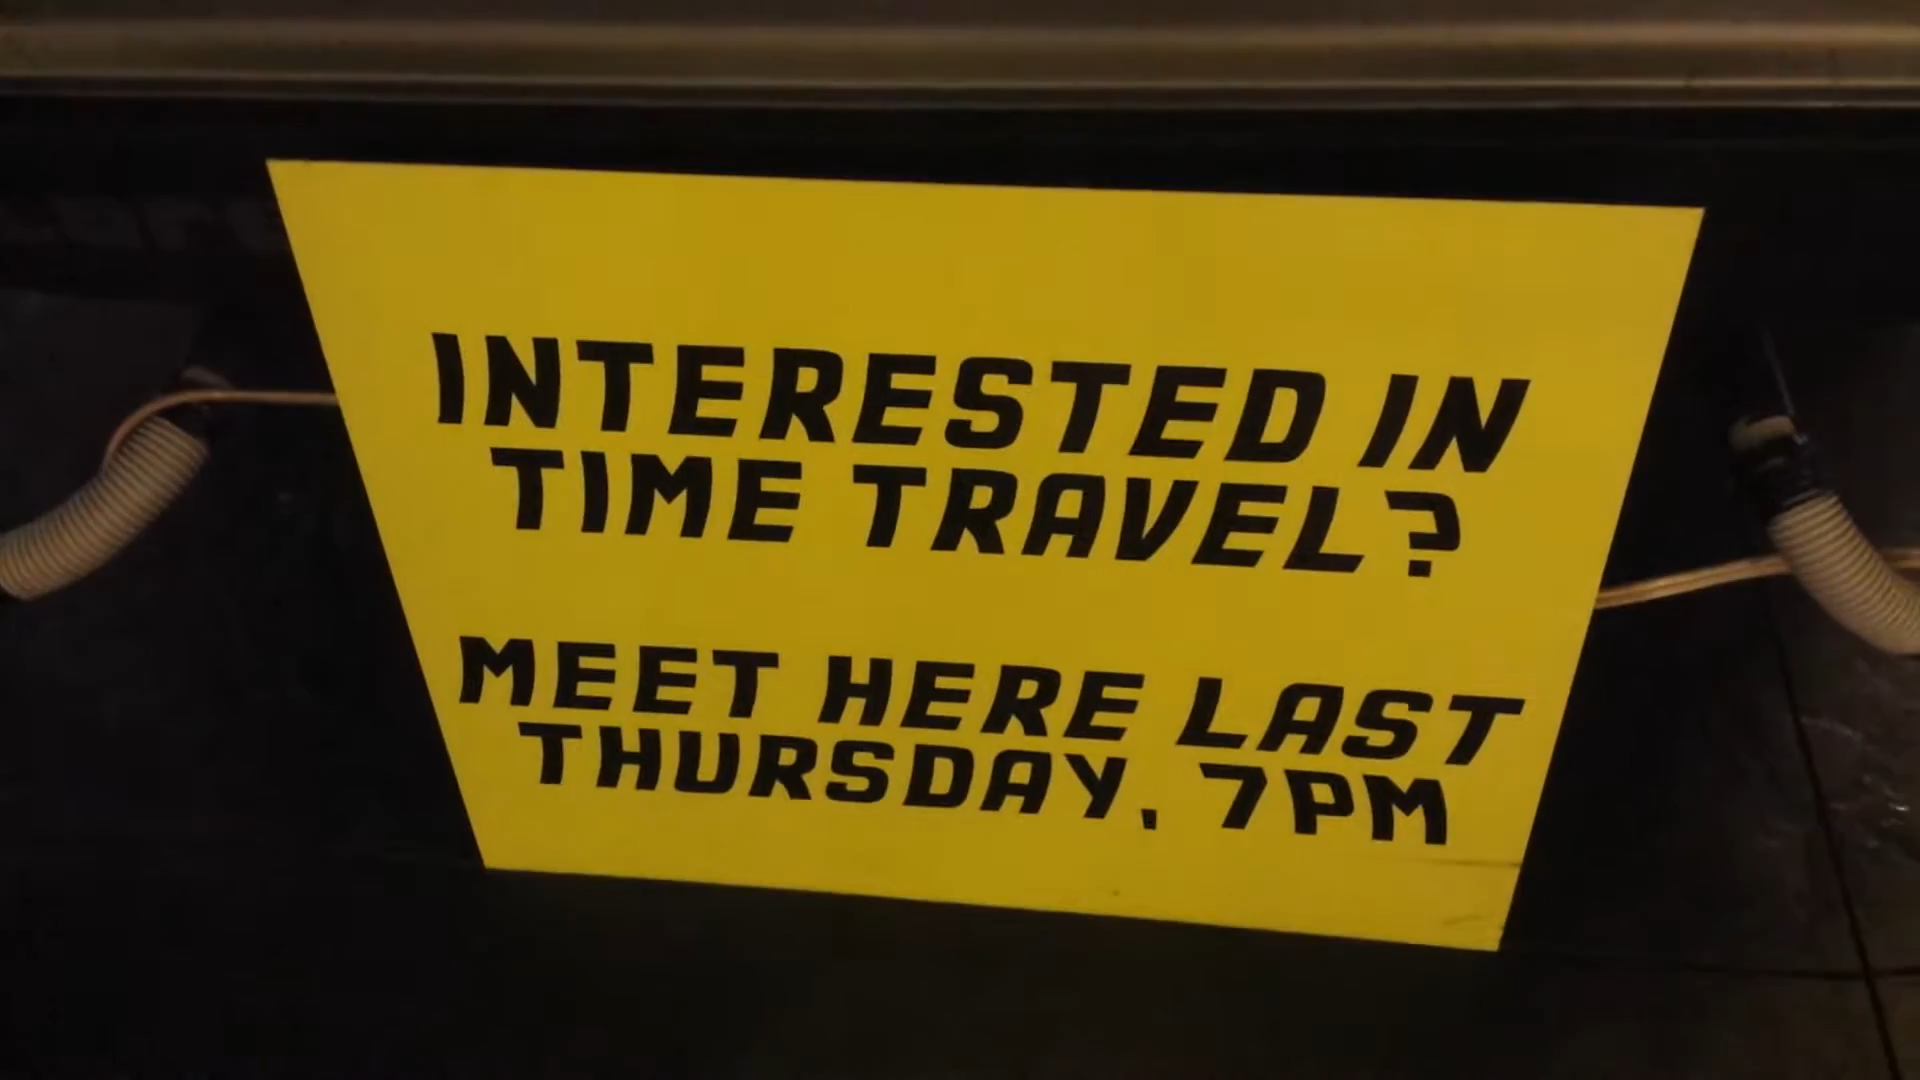 INTERESTED IN
TIME TRAVEL?
MEET HERE LAST
THURSDAY, 7PM